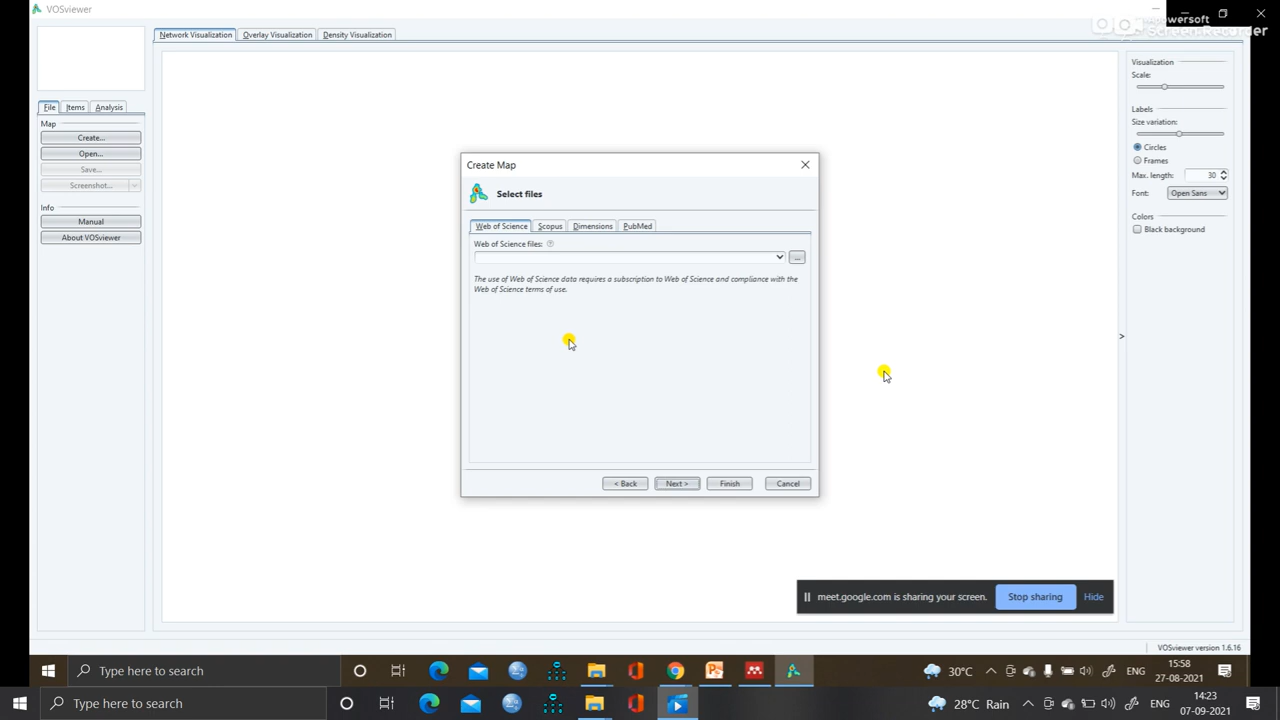 VOSviewer
Network Visualization Overlay Visualization Density Visualization
Screen Recorder
File Items Analysis
Map
Create...
Open...
Save...
Screenshot...
Info
Manual
About VOSviewer
Create Map
Select files
Web of Science Scopus Dimensions PubMed
Web of Science files:
...
The use of Web of Science data requires a subscription to Web of Science and compliance with the
Web of Science terms of use.
< Back Next > Finish Cancel
Visualization
Scale:
Labels
Size variation:
Circles
Frames
Max. length: 30
Font: Open Sans
Colors
Black background
>
meet.google.com is sharing your screen. Stop sharing Hide
VOSviewer version 1.6.16
Type here to search 30°C ENG 15:58
27-08-2021
Type here to search 28°C Rain ENG 14:23
07-09-2021